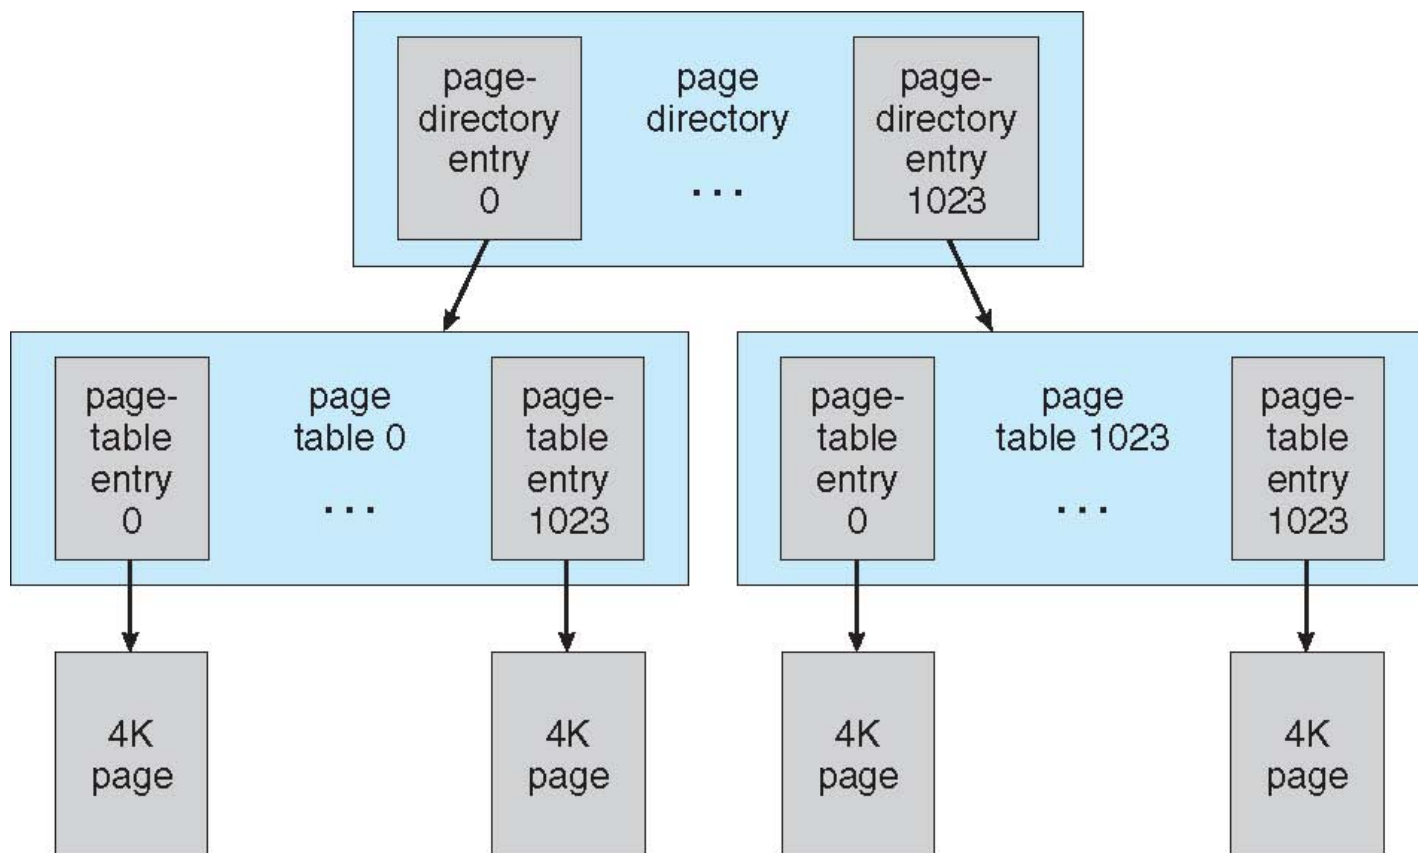 page-
directory
entry
0
page
directory
...
page-
directory
entry
1023
page-
table
entry
0
page
table 0
...
page-
table
entry
1023
page-
table
entry
0
page
table 1023
...
page-
table
entry
1023
4K
page
4K
page
4K
page
4K
page